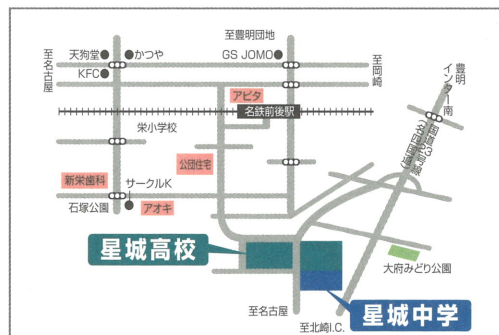 至豊明団地
天狗堂
かつや
GS JOMO
KFC
至名古屋
至岡崎
豊明インター南
アピタ
名鉄前後駅
栄小学校
国道23号線
(名四国道)
公団住宅
新栄歯科
サークルK
石塚公園
アオキ
星城高校
大府みどり公園
至名古屋
星城中学
至北崎I.C.